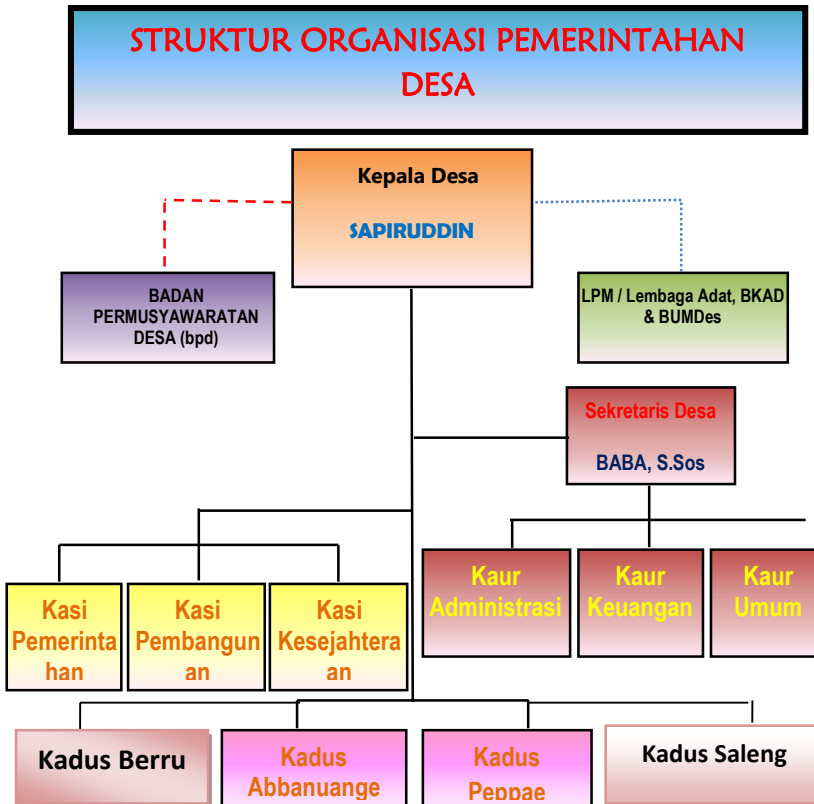 STRUKTUR ORGANISASI PEMERINTAHAN
DESA
Kepala Desa
SAPIRUDDIN
BADAN
PERMUSYAWARATAN
DESA (bpd)
LPM / Lembaga Adat, BKAD
& BUMDes
Sekretaris Desa
BABA, S.Sos
Kasi
Pemerinta
han
Kasi
Pembangun
an
Kasi
Kesejahtera
an
Kaur
Administrasi
Kaur
Keuangan
Kaur
Umum
Kadus Berru
Kadus
Abbanuange
Kadus
Peppae
Kadus Saleng